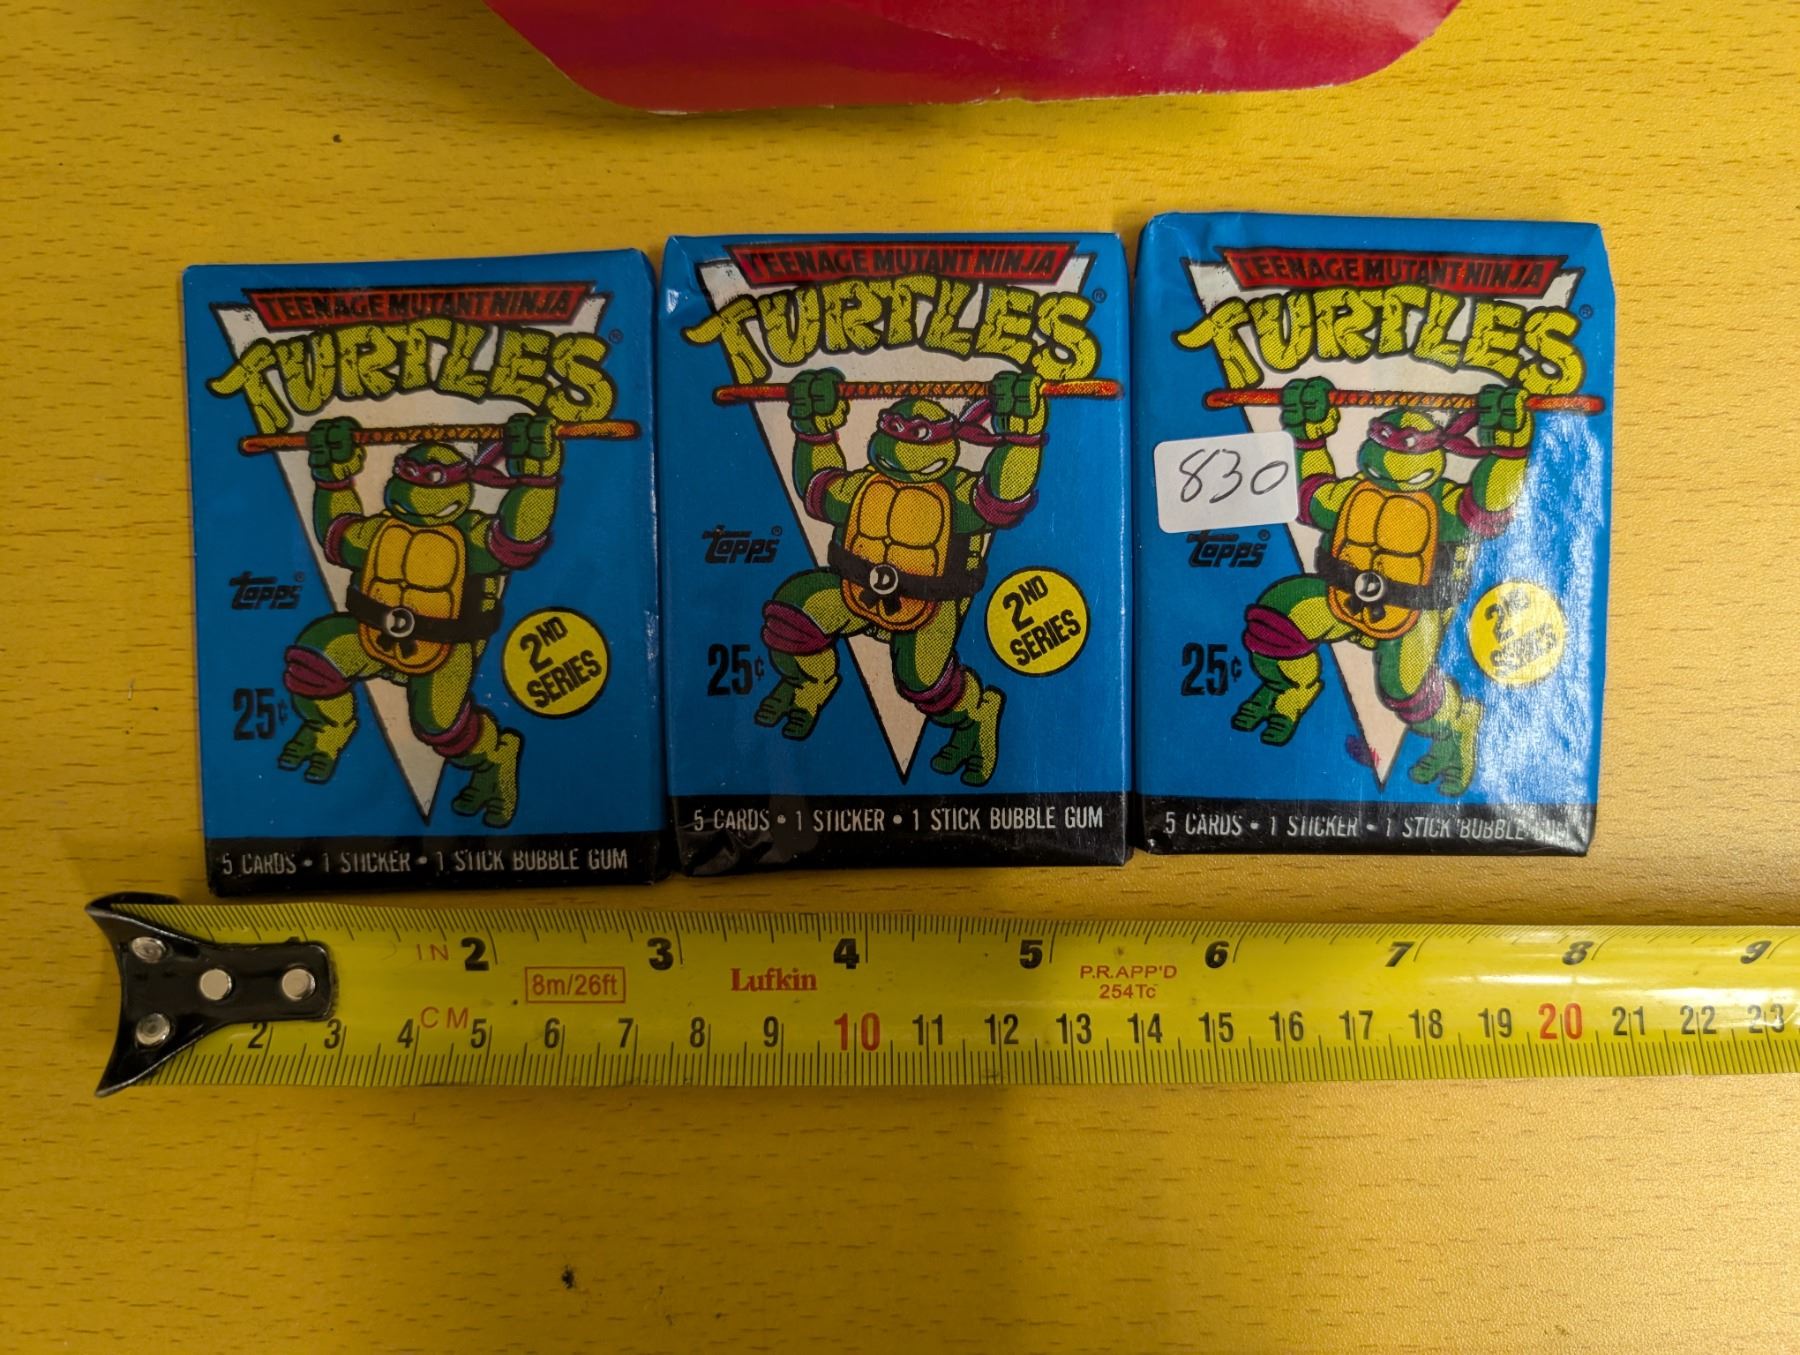 TEENAGE MUTANT NINJA
TURTLES®
Topps®
25¢
2ND
SERIES
5 CARDS • 1 STICKER • 1 STICK BUBBLE GUM
D
TEENAGE MUTANT NINJA
TURTLES®
Topps®
25¢
2ND
SERIES
5 CARDS • 1 STICKER • 1 STICK BUBBLE GUM
D
TEENAGE MUTANT NINJA
TURTLES®
830
Topps®
25¢
2ND
SERIES
5 CARDS • 1 STICKER • 1 STICK BUBBLE GUM
D
IN 2 3 4 5 6 7 8 9
8m/26ft Lufkin P.R.APP'D
254Tc
2 3 4 CM 5 6 7 8 9 10 11 12 13 14 15 16 17 18 19 20 21 22 23